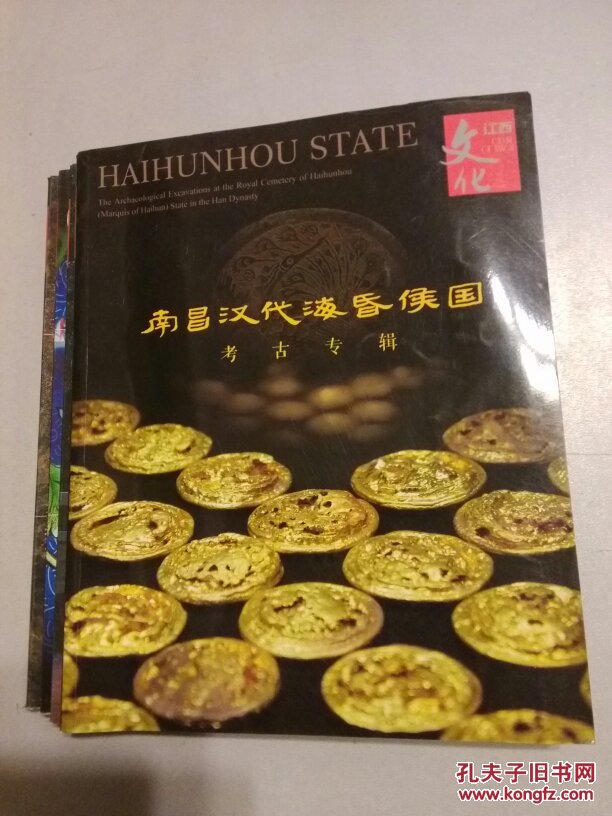 HAIHUNHOU STATE
The Archaeological Excavations at the Royal Cemetery of Haihunhou
(Marquis of Haihun) State in the Han Dynasty
江西
文化
南昌汉代海昏侯国
考古专辑
孔夫子旧书网
www.kongfz.com